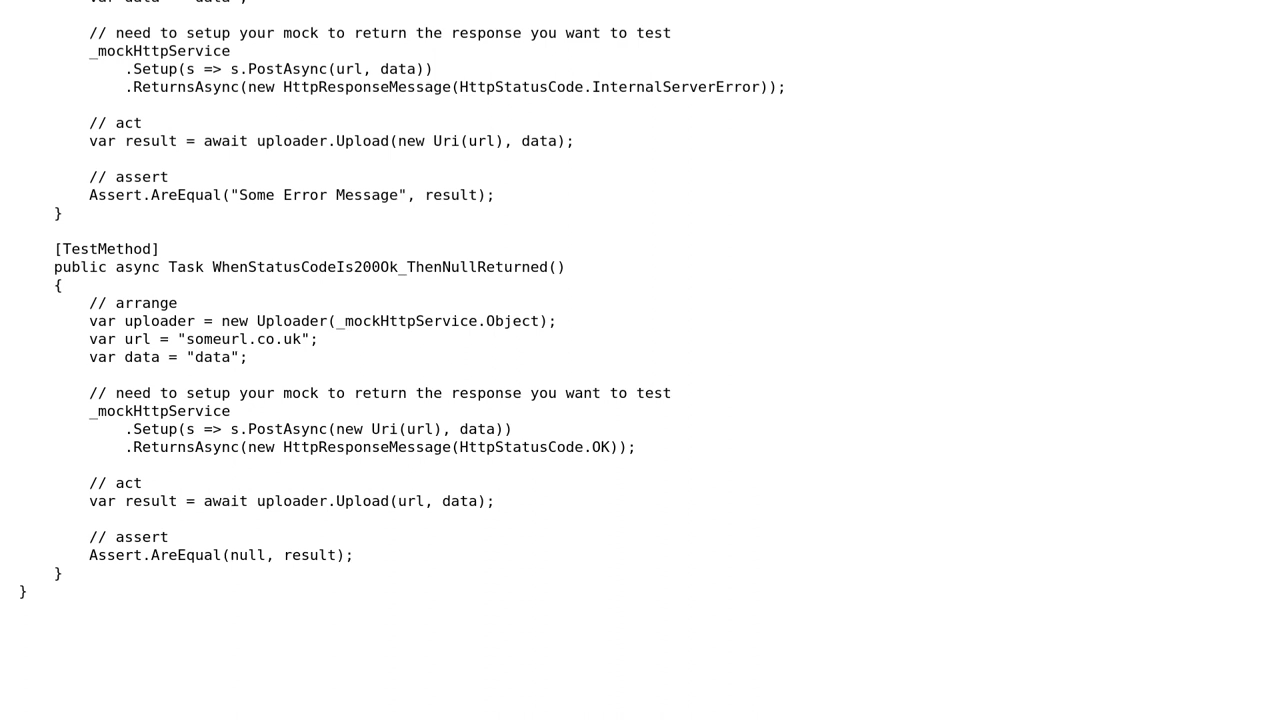 // need to setup your mock to return the response you want to test
_mockHttpService
.Setup(s => s.PostAsync(url, data))
.ReturnsAsync(new HttpResponseMessage(HttpStatusCode.InternalServerError));
// act
var result = await uploader.Upload(new Uri(url), data);
// assert
Assert.AreEqual("Some Error Message", result);
}
[TestMethod]
public async Task WhenStatusCodeIs200Ok_ThenNullReturned()
{
// arrange
var uploader = new Uploader(_mockHttpService.Object);
var url = "someurl.co.uk";
var data = "data";
// need to setup your mock to return the response you want to test
_mockHttpService
.Setup(s => s.PostAsync(new Uri(url), data))
.ReturnsAsync(new HttpResponseMessage(HttpStatusCode.OK));
// act
var result = await uploader.Upload(url, data);
// assert
Assert.AreEqual(null, result);
}
}